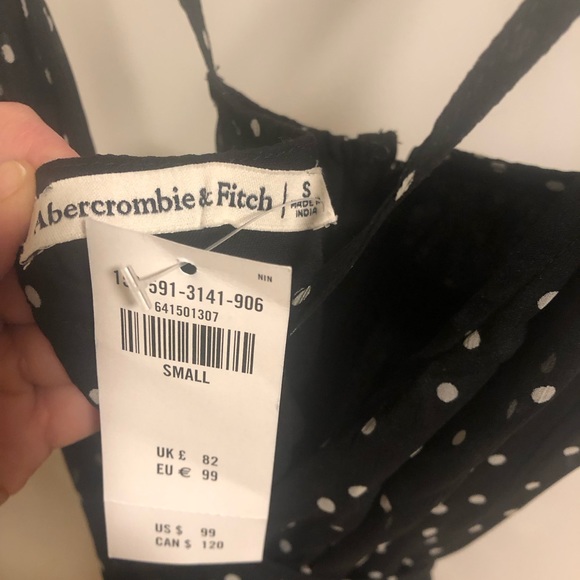 Abercrombie & Fitch
S
MADE IN
INDIA
NIN
591-3141-906
641501307
SMALL
UK £ 82
EU € 99
US $ 99
CAN $ 120